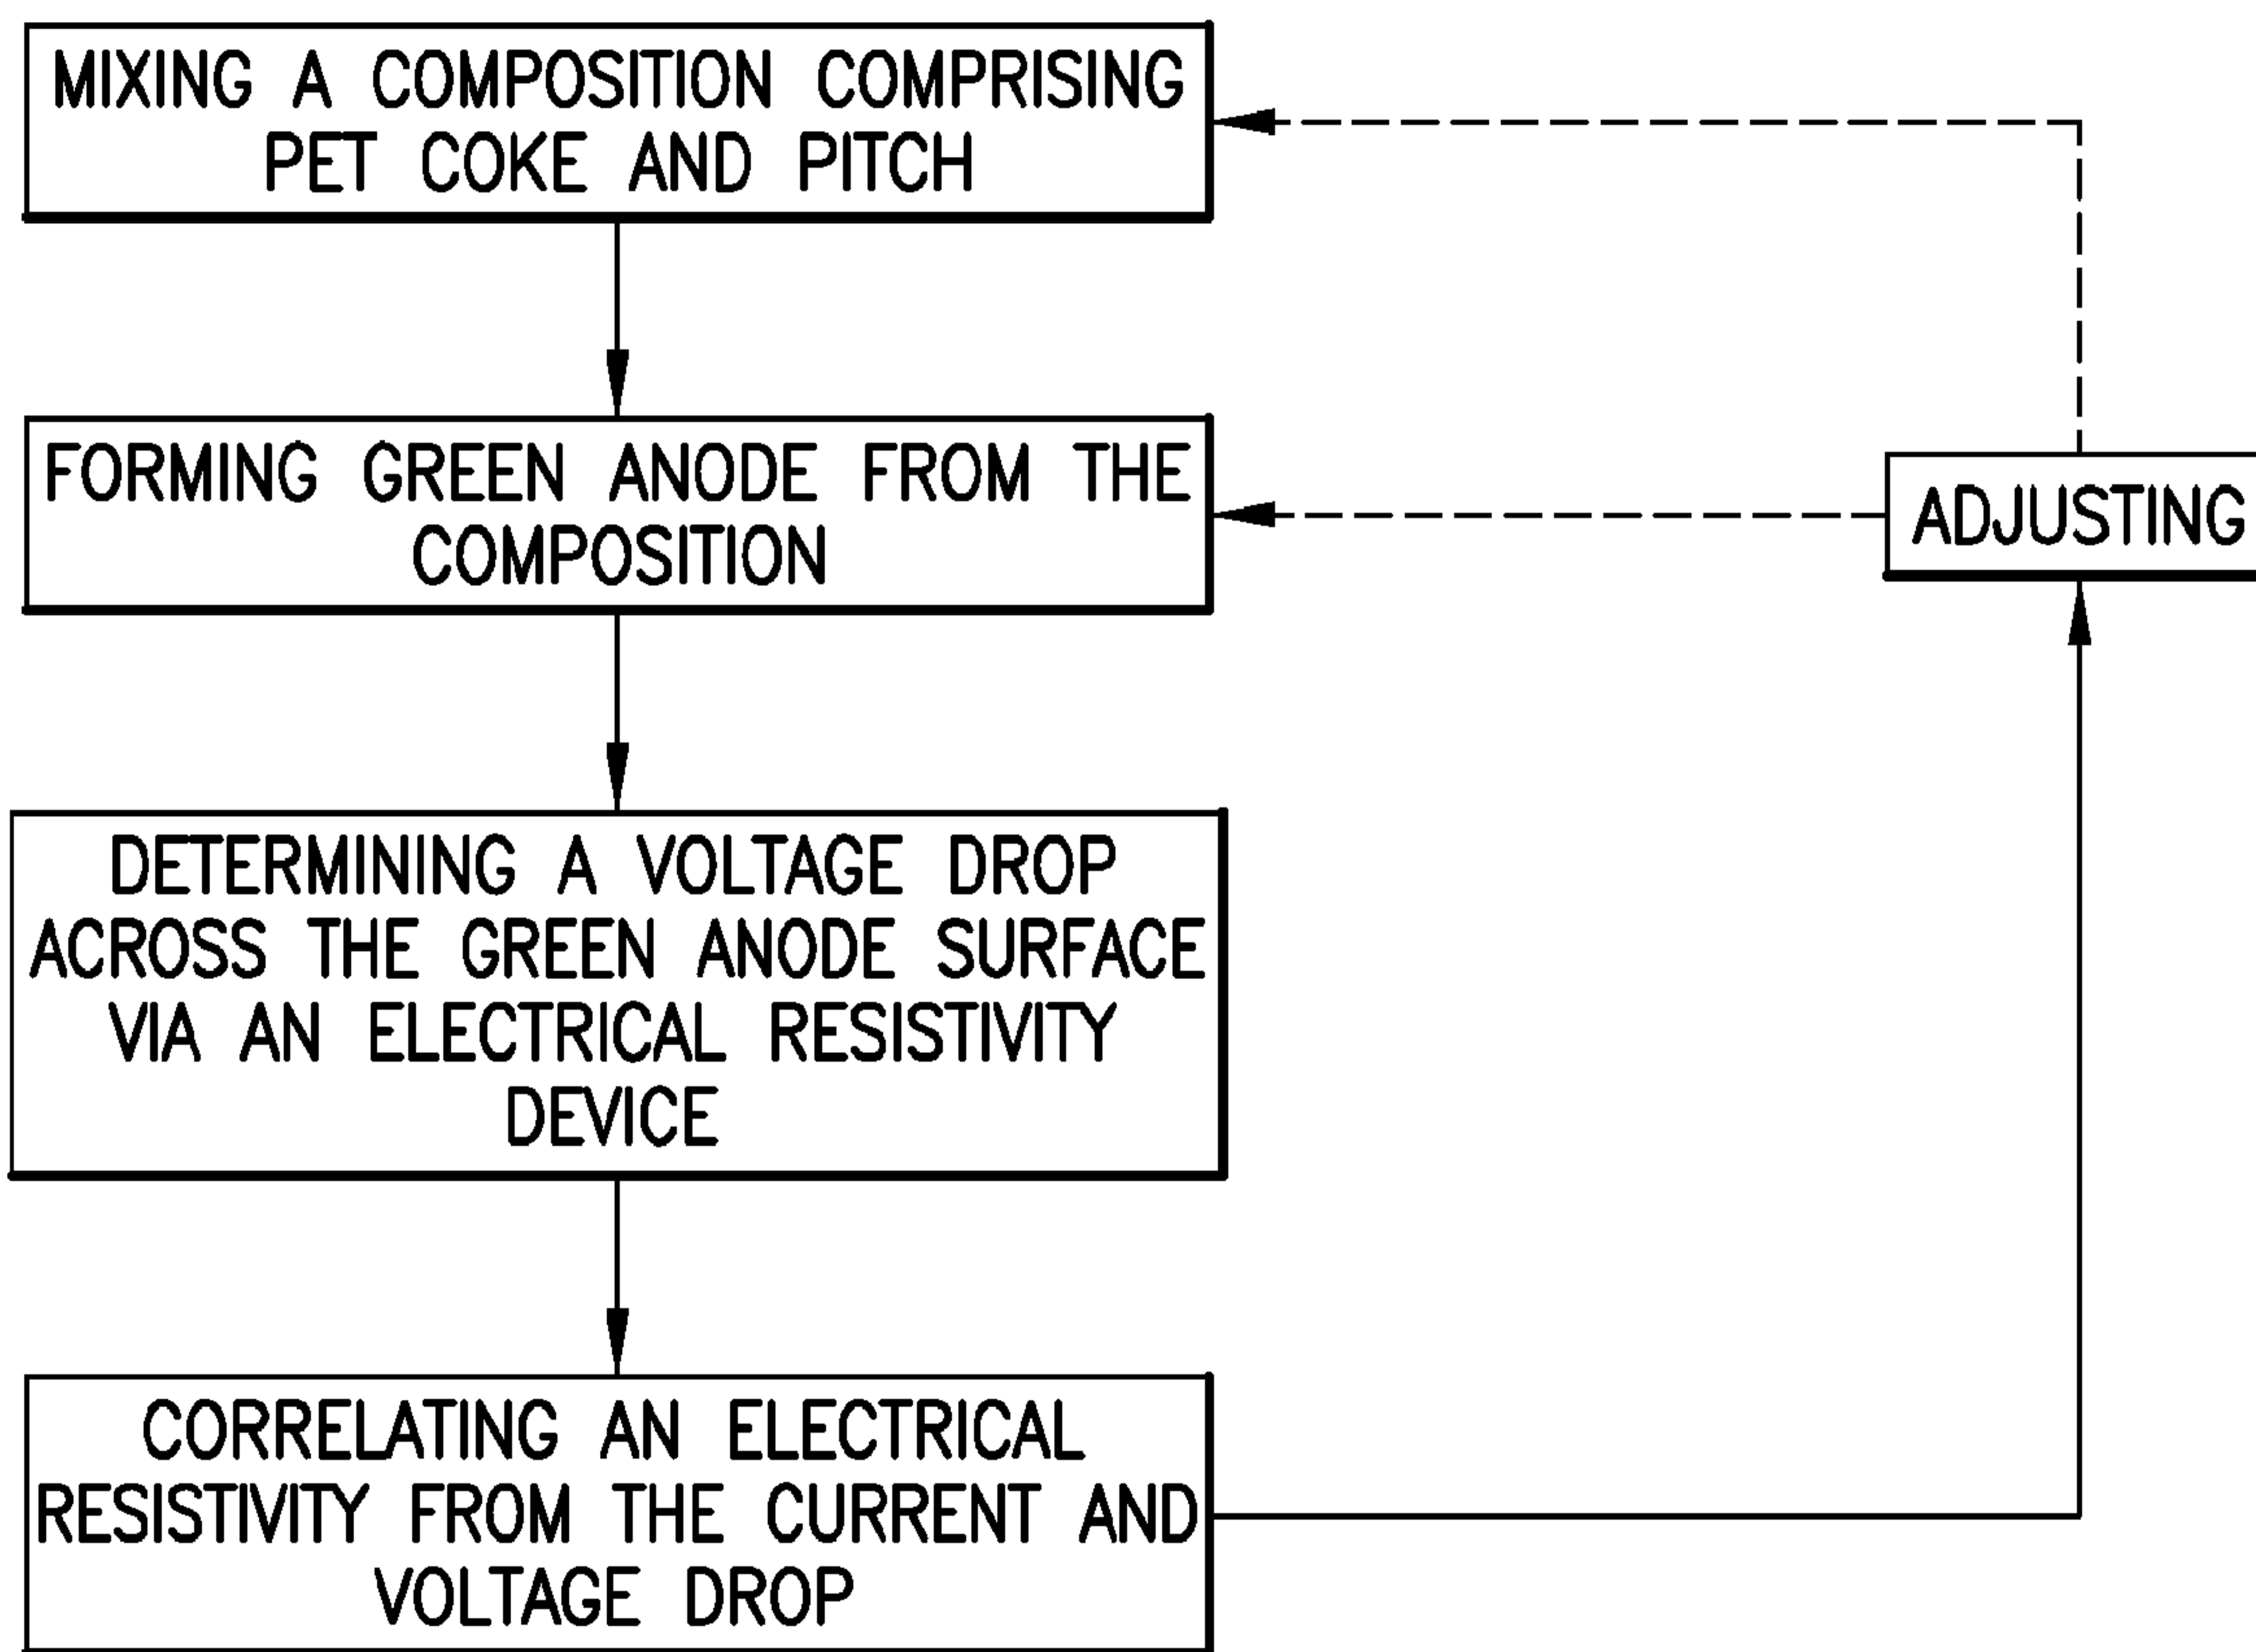 MIXING A COMPOSITION COMPRISING
PET COKE AND PITCH
FORMING GREEN ANODE FROM THE
COMPOSITION
ADJUSTING
DETERMINING A VOLTAGE DROP
ACROSS THE GREEN ANODE SURFACE
VIA AN ELECTRICAL RESISTIVITY
DEVICE
CORRELATING AN ELECTRICAL
RESISTIVITY FROM THE CURRENT AND
VOLTAGE DROP